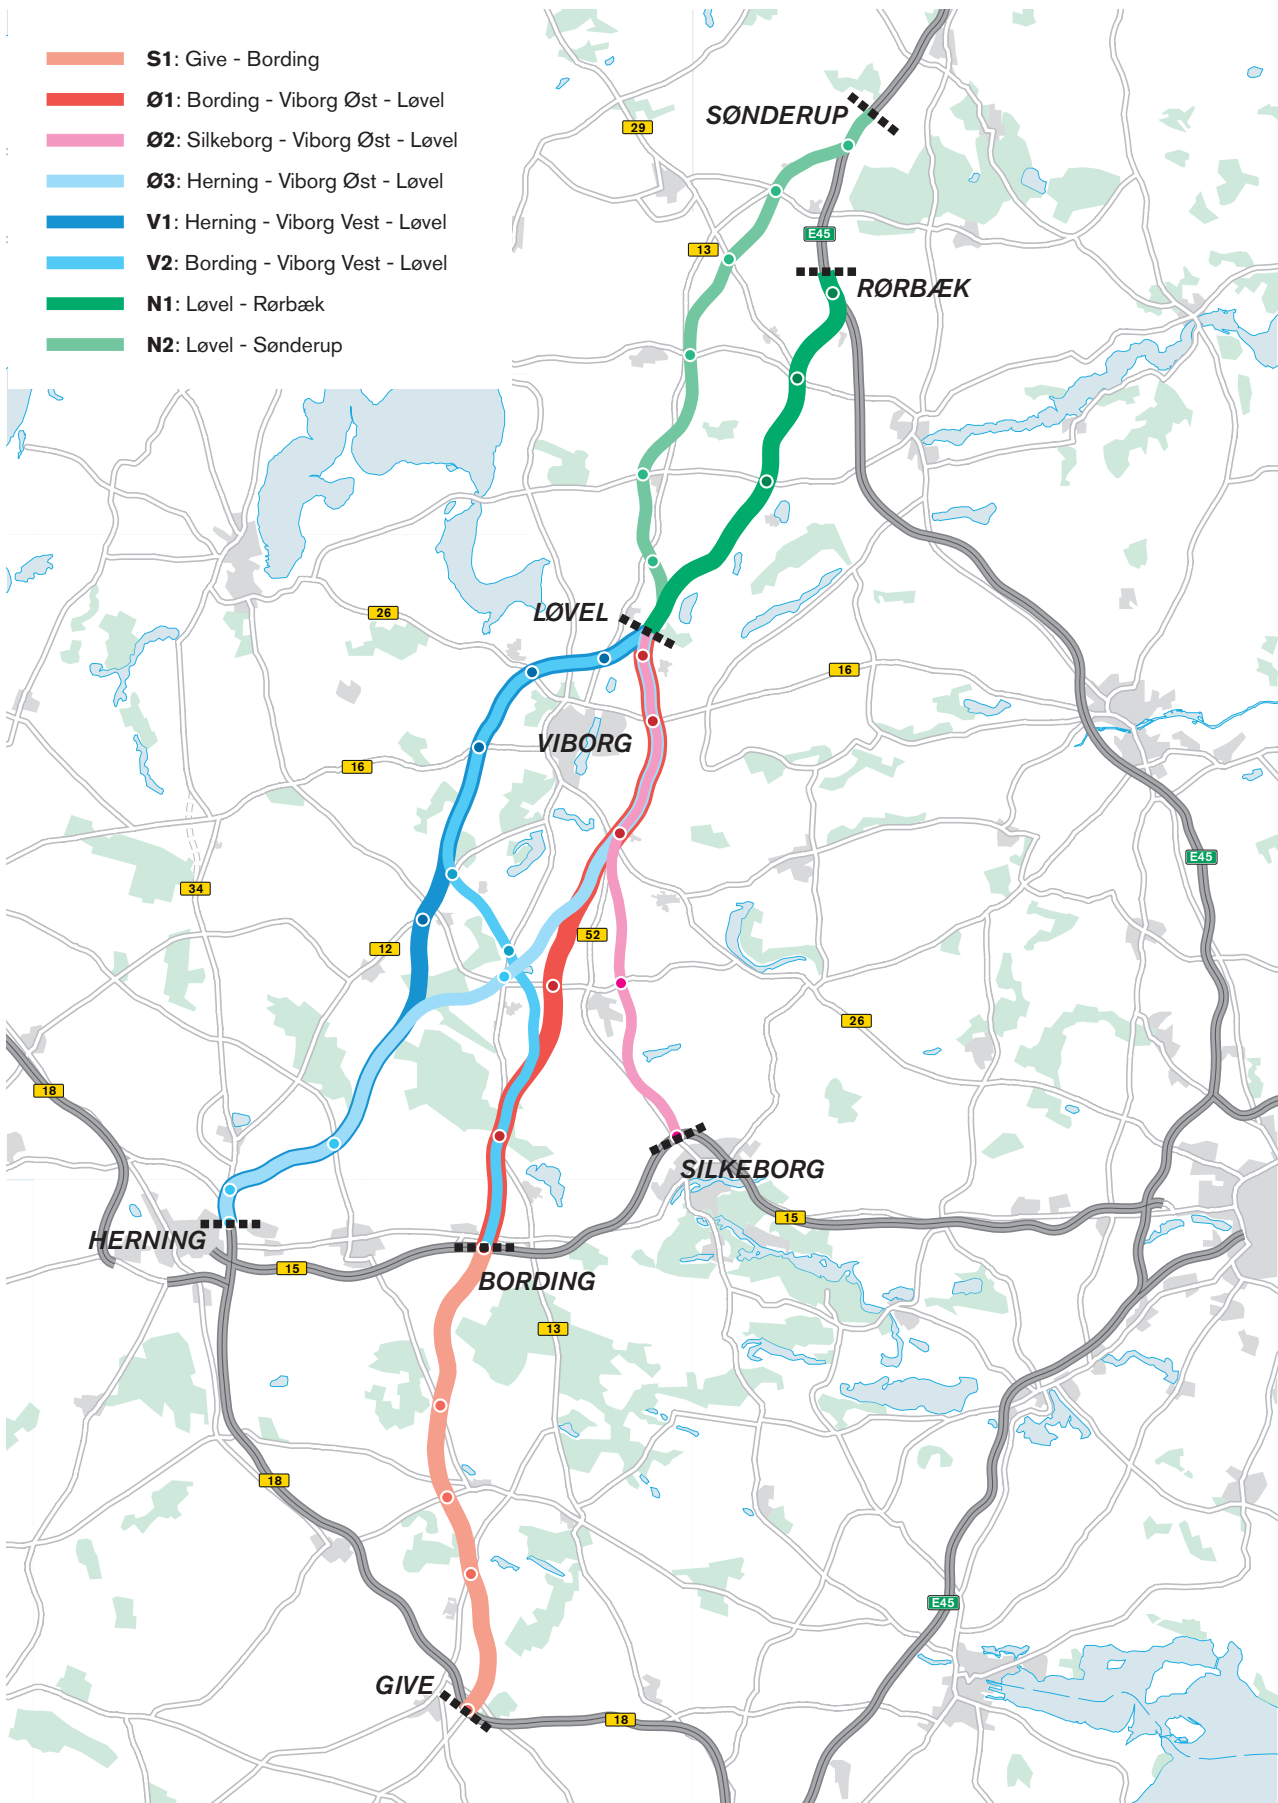 S1: Give - Bording
Ø1: Bording - Viborg Øst - Løvel
Ø2: Silkeborg - Viborg Øst - Løvel
Ø3: Herning - Viborg Øst - Løvel
V1: Herning - Viborg Vest - Løvel
V2: Bording - Viborg Vest - Løvel
N1: Løvel - Rørbæk
N2: Løvel - Sønderup
SØNDERUP
29
E45
13
RØRBÆK
LØVEL
26
16
VIBORG
16
E45
34
52
12
26
18
SILKEBORG
15
HERNING
15
BORDING
13
18
E45
GIVE
18